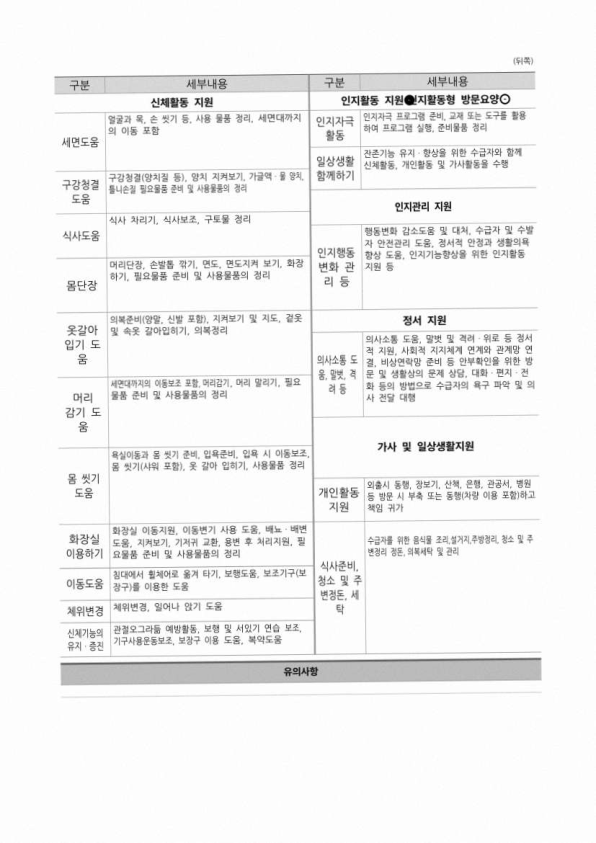 (뒤쪽)
구분 세부내용
신체활동 지원
세면도움
얼굴과 목, 손 씻기 등, 사용 물품 정리, 세면대까지
의 이동 포함
구강청결
도움
구강청결(양치질 등), 양치 지켜보기, 가글액ㆍ물 양치,
틀니손질 필요물품 준비 및 사용물품의 정리
식사도움
식사 차리기, 식사보조, 구토물 정리
몸단장
머리단장, 손발톱 깎기, 면도, 면도지켜 보기, 화장
하기, 필요물품 준비 및 사용물품의 정리
옷갈아
입기 도
움
의복준비(양말, 신발 포함), 지켜보기 및 지도, 겉옷
및 속옷 갈아입히기, 의복정리
머리
감기 도
움
세면대까지의 이동보조 포함, 머리감기, 머리 말리기, 필요
물품 준비 및 사용물품의 정리
몸 씻기
도움
욕실이동과 몸 씻기 준비, 입욕준비, 입욕 시 이동보조,
몸 씻기(샤워 포함), 옷 갈아 입히기, 사용물품 정리
화장실
이용하기
화장실 이동지원, 이동변기 사용 도움, 배뇨ㆍ배변
도움, 지켜보기, 기저귀 교환, 용변 후 처리지원, 필
요물품 준비 및 사용물품의 정리
이동도움
침대에서 휠체어로 옮겨 타기, 보행도움, 보조기구(보
장구)를 이용한 도움
체위변경
체위변경, 일어나 앉기 도움
신체기능의
유지ㆍ증진
관절오그라듦 예방활동, 보행 및 서있기 연습 보조,
기구사용운동보조, 보장구 이용 도움, 복약도움
구분 세부내용
인지활동 지원 인지활동형 방문요양
인지자극
활동
인지자극 프로그램 준비, 교재 또는 도구를 활용
하여 프로그램 실행, 준비물품 정리
일상생활
함께하기
잔존기능 유지ㆍ향상을 위한 수급자와 함께
신체활동, 개인활동 및 가사활동을 수행
인지관리 지원
인지행동
변화 관
리 등
행동변화 감소도움 및 대처, 수급자 및 수발
자 안전관리 도움, 정서적 안정과 생활의욕
향상 도움, 인지기능향상을 위한 인지활동
지원 등
정서 지원
의사소통 도
움, 말벗, 격
려 등
의사소통 도움, 말벗 및 격려ㆍ위로 등 정서
적 지원, 사회적 지지체계 연계와 관계망 연
결, 비상연락망 준비 등 안부확인을 위한 방
문 및 생활상의 문제 상담, 대화ㆍ편지ㆍ전
화 등의 방법으로 수급자의 욕구 파악 및 의
사 전달 대행
가사 및 일상생활지원
개인활동
지원
외출시 동행, 장보기, 산책, 은행, 관공서, 병원
등 방문 시 부축 또는 동행(차량 이용 포함)하고
책임 귀가
식사준비,
청소 및 주
변정돈, 세
탁
수급자를 위한 음식물 조리,설거지,주방정리, 청소 및 주
변정리 정돈, 의복세탁 및 관리
유의사항